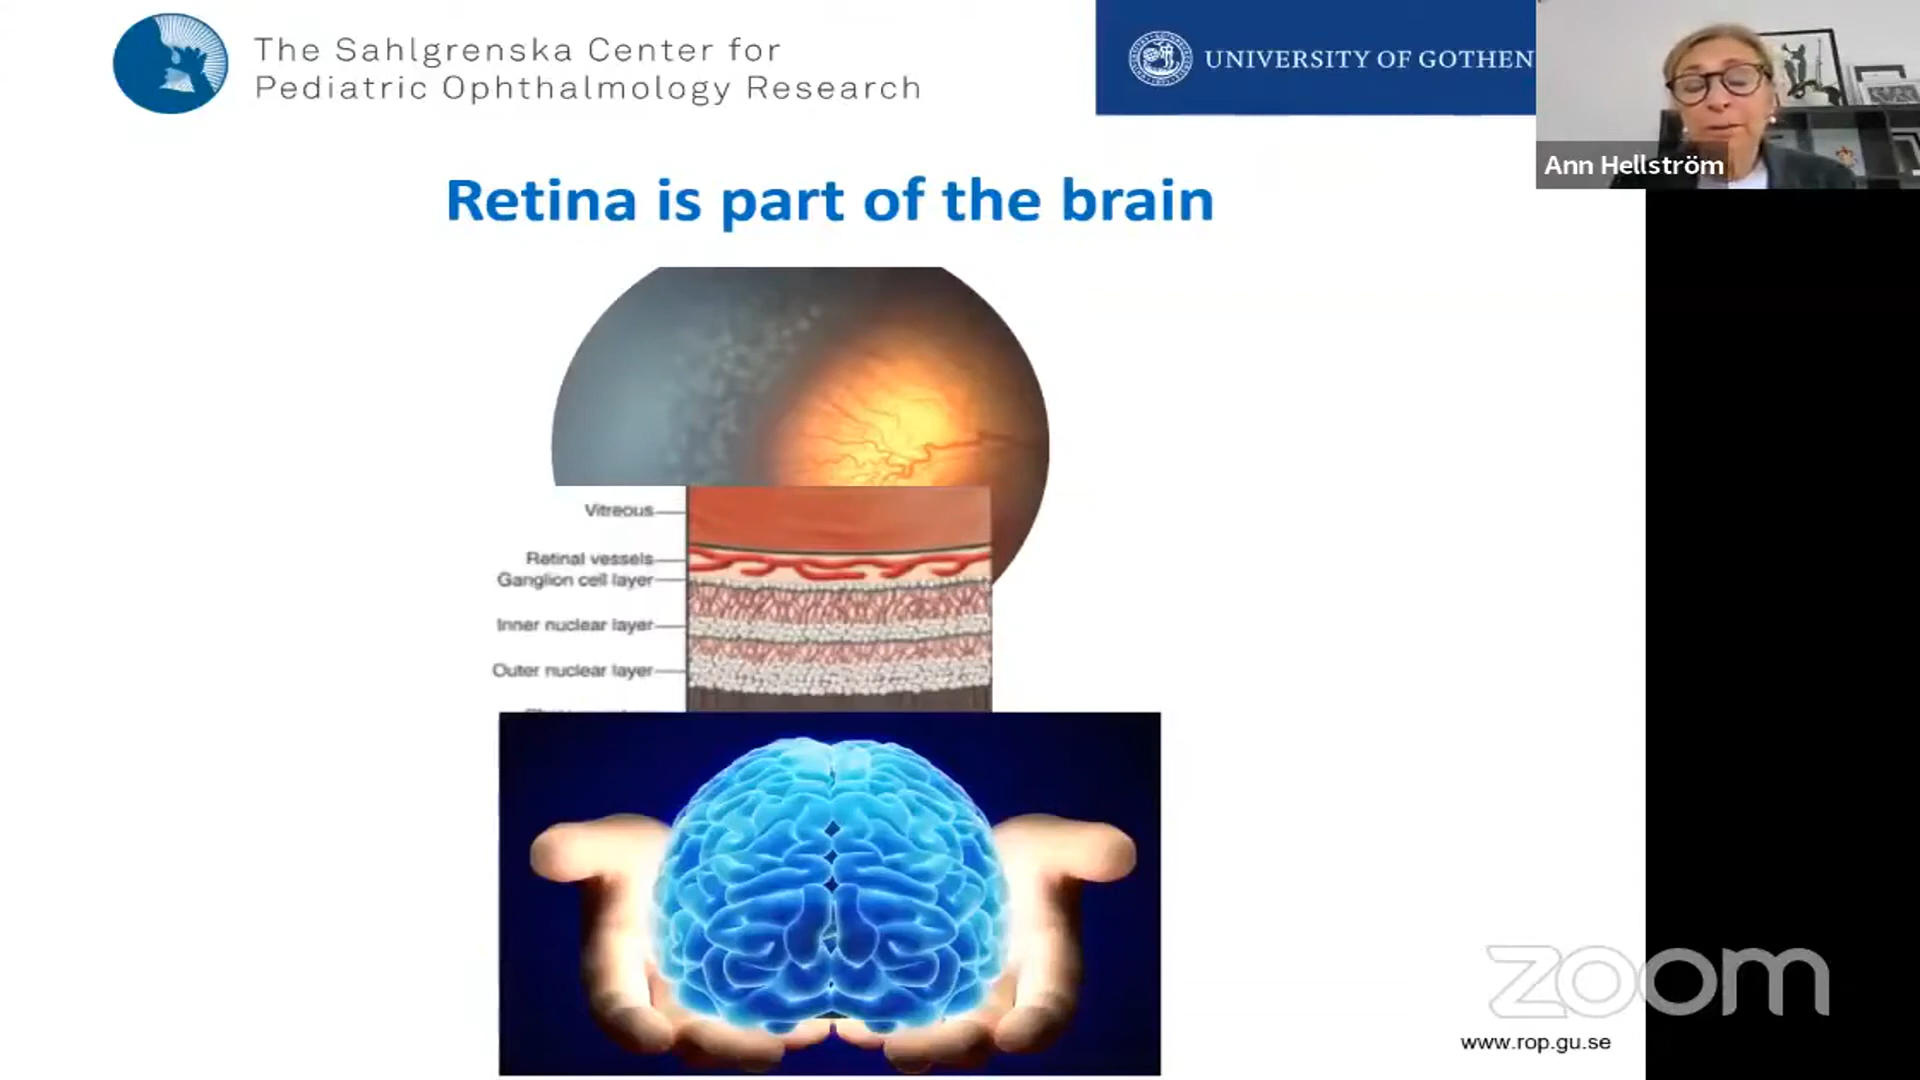 The Sahlgrenska Center for
Pediatric Ophthalmology Research
UNIVERSITY OF GOTHEN
Ann Hellström
Retina is part of the brain
Vitreous
Retinal vessels
Ganglion cell layer
Inner nuclear layer
Outer nuclear layer
zoom
www.rop.gu.se